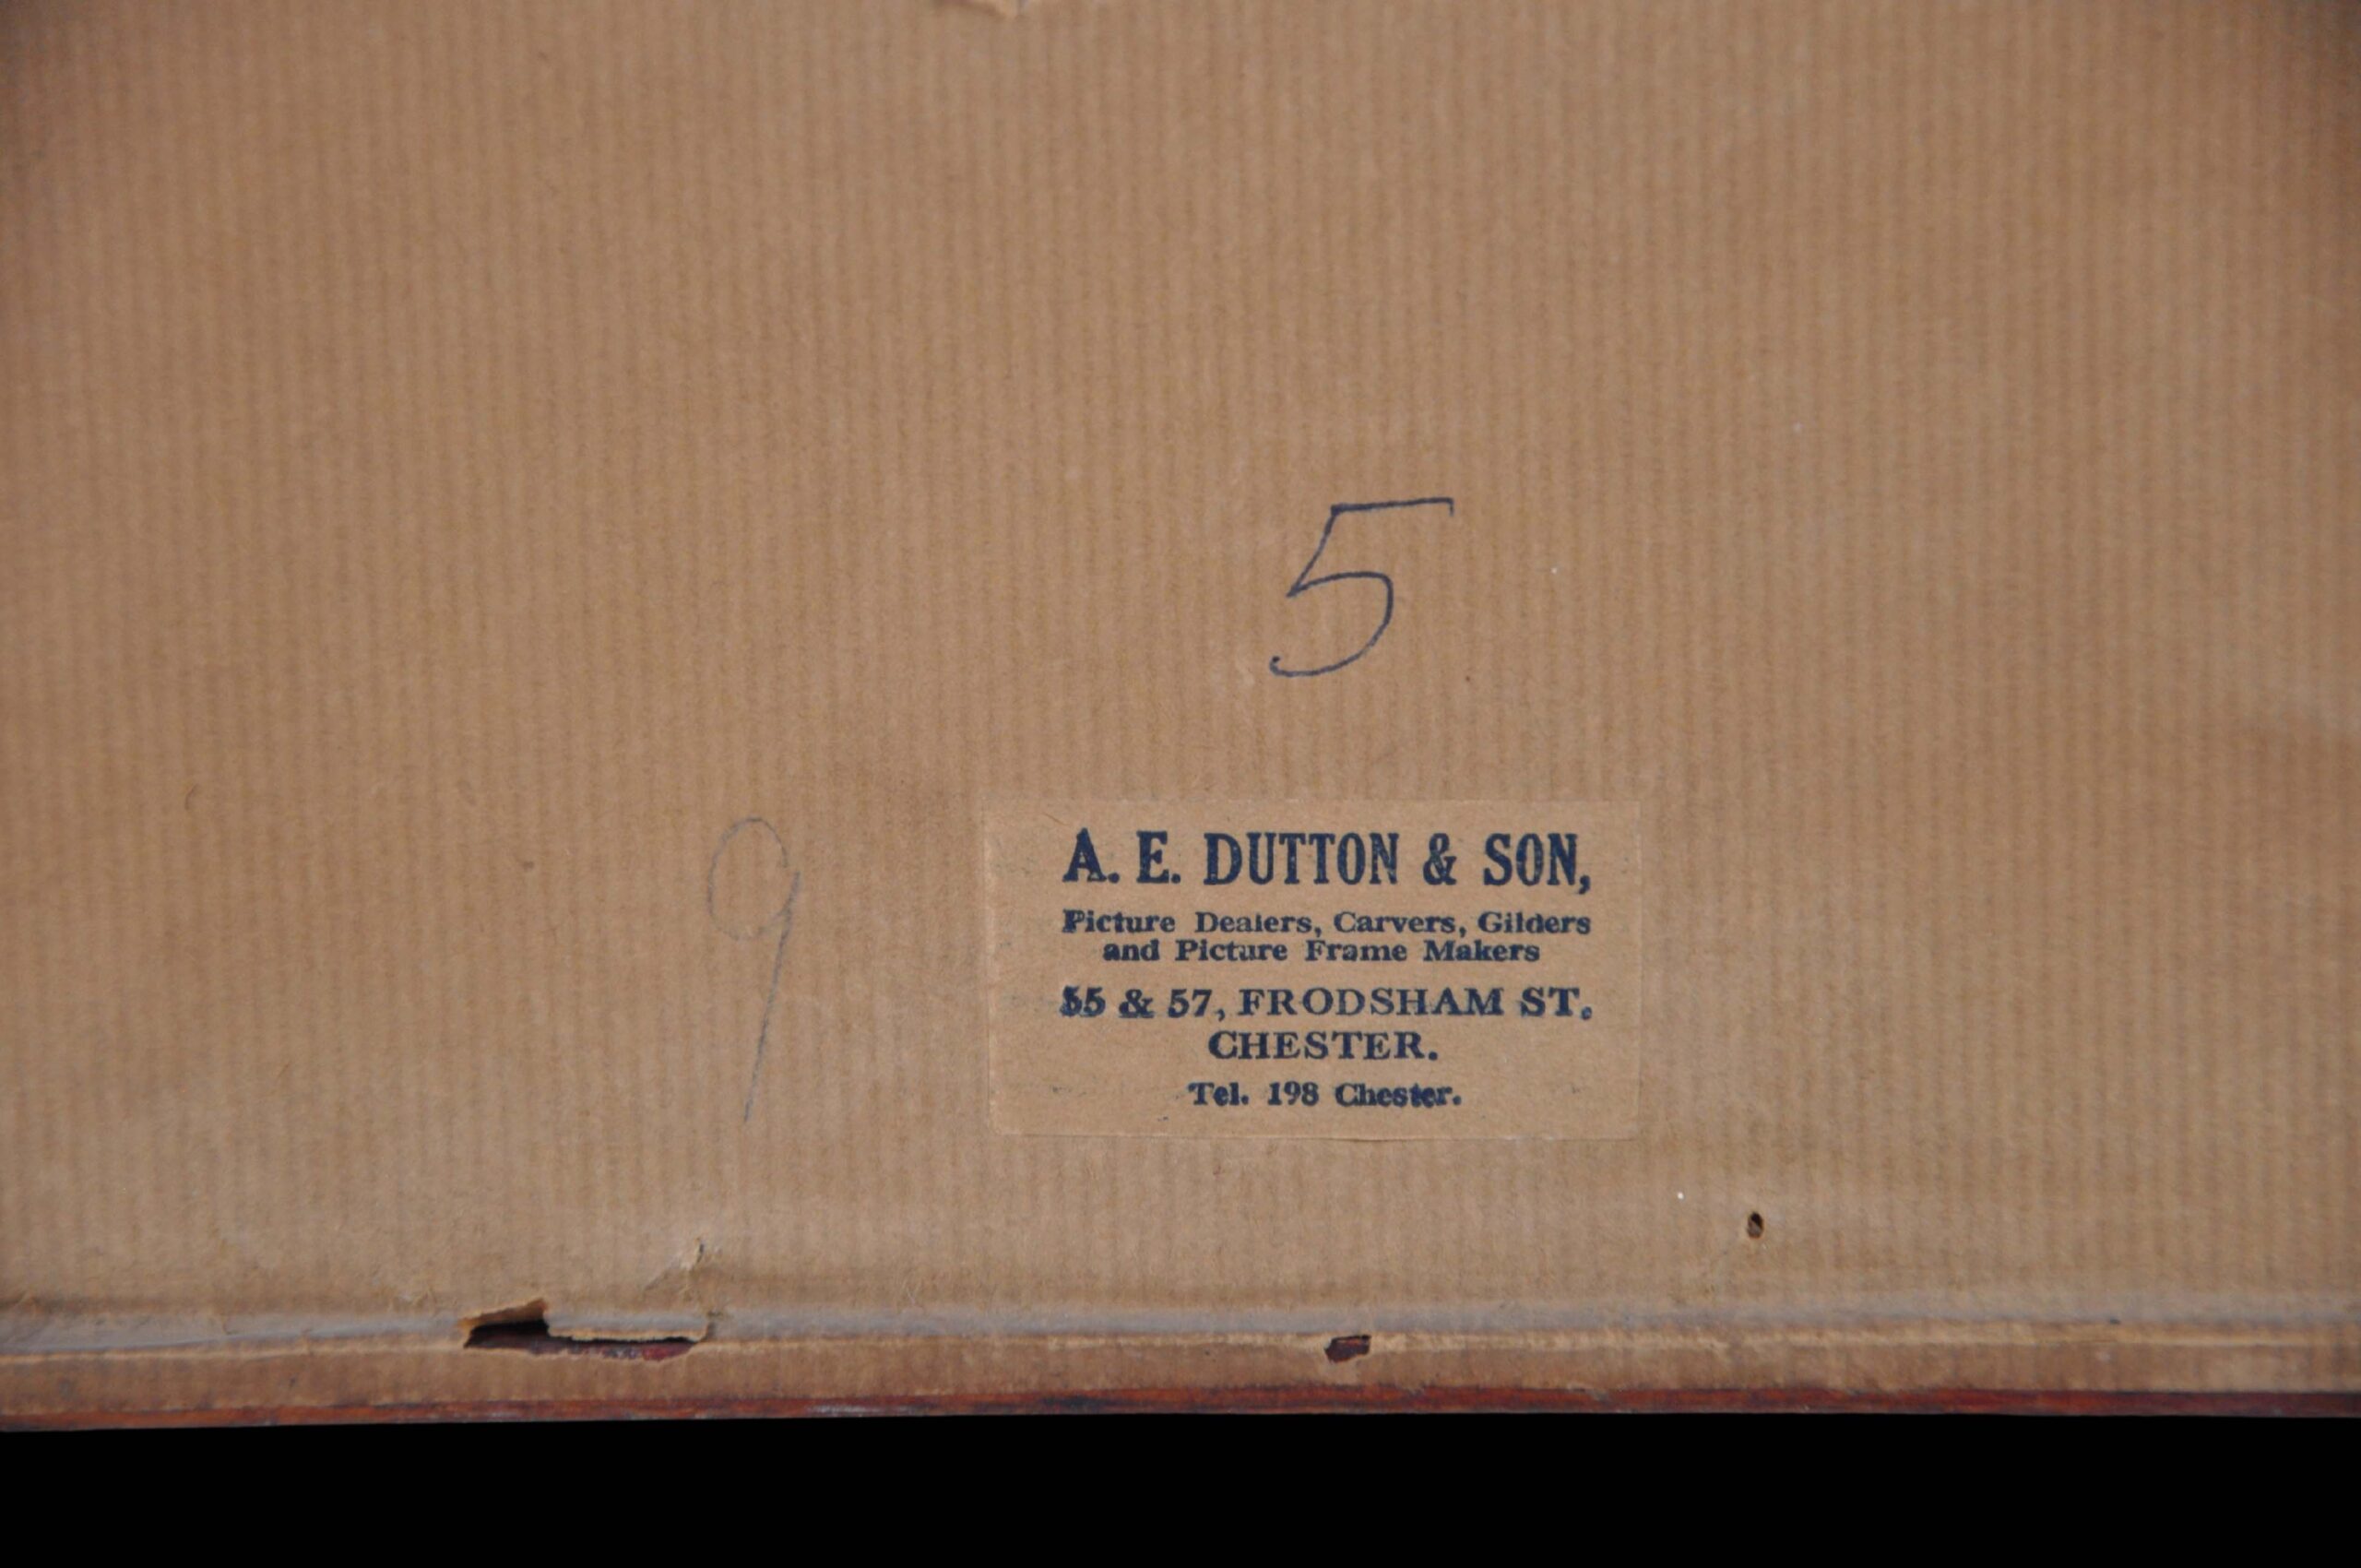 5
9
A. E. DUTTON & SON,
Picture Dealers, Carvers, Gilders
and Picture Frame Makers
55 & 57, FRODSHAM ST.
CHESTER.
Tel. 198 Chester.